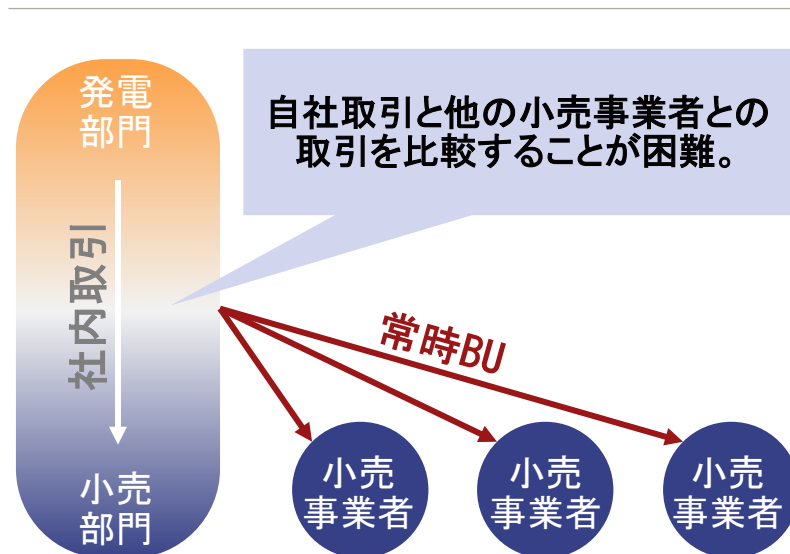 発電
部門
自社取引と他の小売事業者との
取引を比較することが困難。
社内取引
常時BU
小売
部門
小売
事業者
小売
事業者
小売
事業者